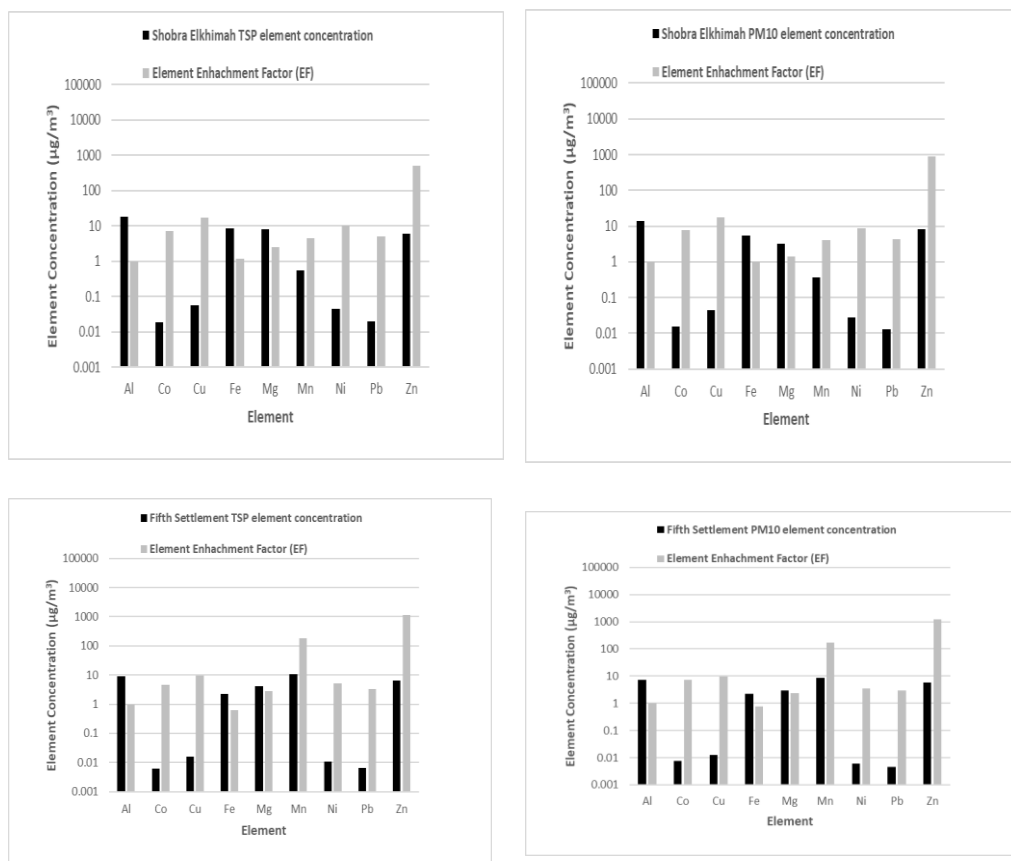 Shobra Elkhimah TSP element concentration
Element Enhachment Factor (EF)
Element Concentration (µg/m³)
100000
10000
1000
100
10
1
0.1
0.01
0.001
Al Co Cu Fe Mg Mn Ni Pb Zn
Element
Shobra Elkhimah PM10 element concentration
Element Enhachment Factor (EF)
Element Concentration (µg/m³)
100000
10000
1000
100
10
1
0.1
0.01
0.001
Al Co Cu Fe Mg Mn Ni Pb Zn
Element
Fifth Settlement TSP element concentration
Element Enhachment Factor (EF)
Element Concentration (µg/m³)
100000
10000
1000
100
10
1
0.1
0.01
0.001
Al Co Cu Fe Mg Mn Ni Pb Zn
Element
Fifth Settlement PM10 element concentration
Element Enhachment Factor (EF)
Element Concentration (µg/m³)
100000
10000
1000
100
10
1
0.1
0.01
0.001
Al Co Cu Fe Mg Mn Ni Pb Zn
Element